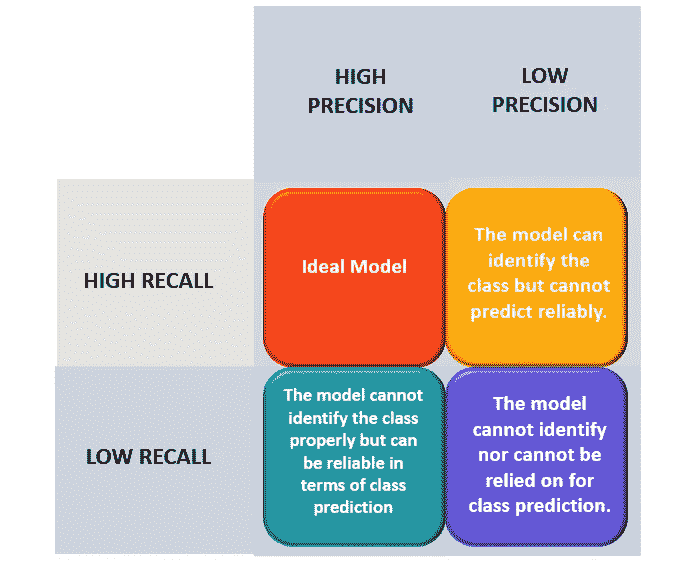 HIGH
PRECISION
LOW
PRECISION
HIGH RECALL
Ideal Model
The model can
identify the
class but cannot
predict reliably.
LOW RECALL
The model cannot
identify the class
properly but can
be reliable in
terms of class
prediction
The model
cannot identify
nor cannot be
relied on for
class prediction.